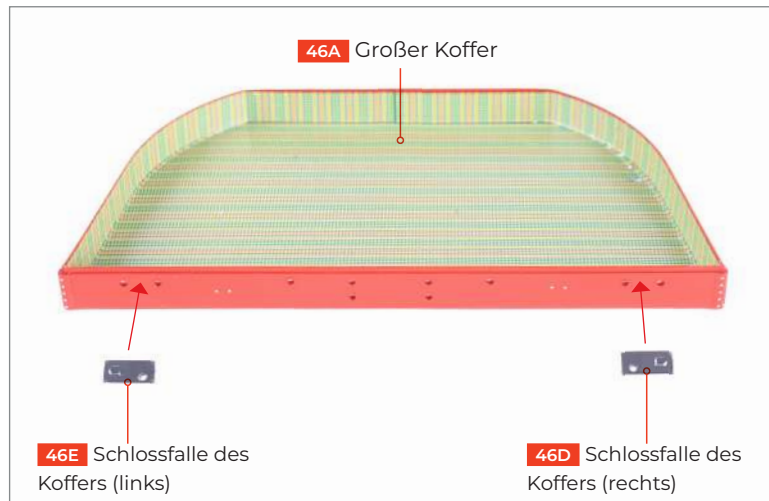 46A Großer Koffer
46E Schlossfalle des
Koffers (links)
46D Schlossfalle des
Koffers (rechts)